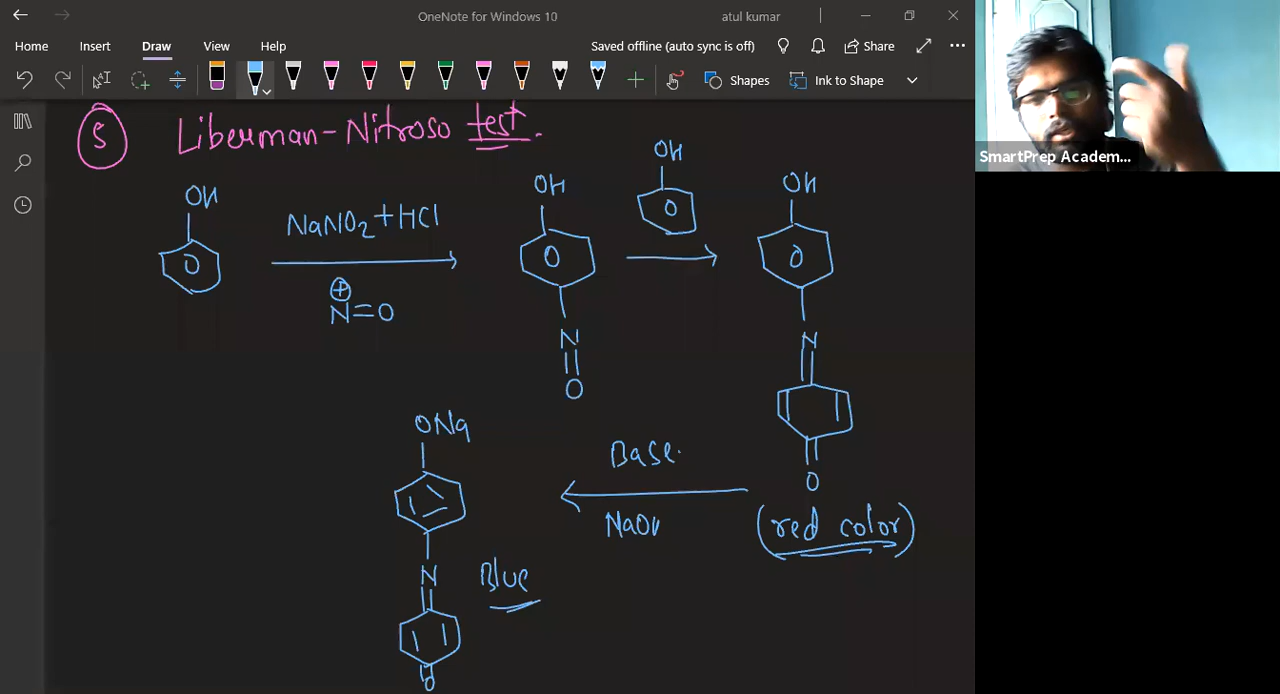 OneNote for Windows 10
atul kumar
Home Insert Draw View Help
Saved offline (auto sync is off)
Share
Shapes
Ink to Shape
SmartPrep Academ...
5 Liberman-Nitroso test.
OH
NaNO2+HCl
⊕
N=O
OH
N
O
OH
OH
N
O
(red color)
Base.
NaOH
ONa
N
O
Blue